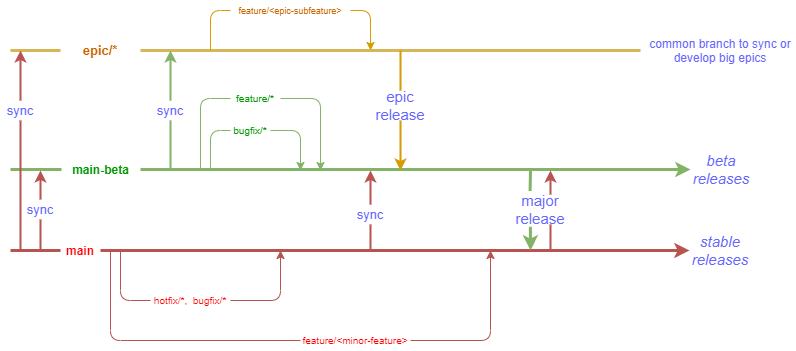 feature/<epic-subfeature>
epic/*
common branch to sync or
develop big epics
sync
sync
epic
release
feature/*
bugfix/*
main-beta
beta
releases
sync
sync
major
release
main
stable
releases
hotfix/*, bugfix/*
feature/<minor-feature>